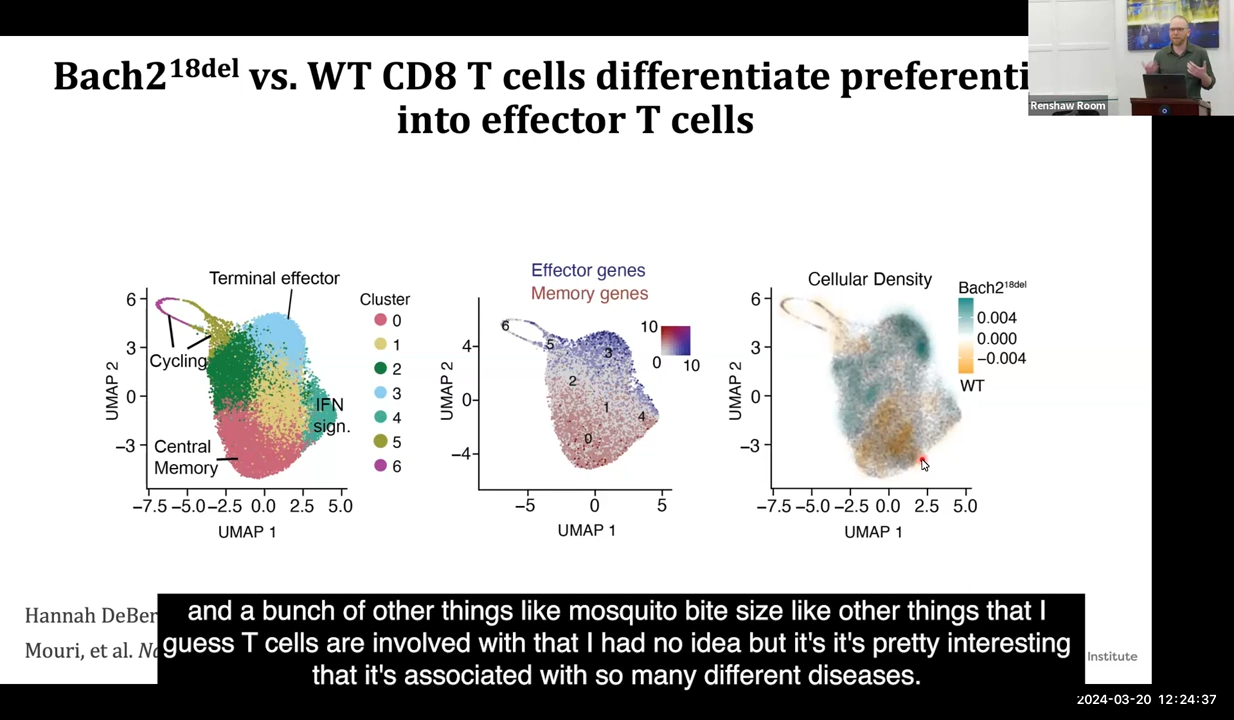 Bach2¹⁸ᵈᵉˡ vs. WT CD8 T cells differentiate preferenti
into effector T cells
Renshaw Room
Terminal effector
Cycling
IFN
sign.
Central
Memory
6
3
0
−3
UMAP 2
−7.5 −5.0 −2.5 0.0 2.5 5.0
UMAP 1
Cluster
0
1
2
3
4
5
6
Effector genes
Memory genes
10
0 10
6
5
3
2
1
4
0
4
0
−4
UMAP 2
−5 0 5
UMAP 1
Cellular Density
Bach2¹⁸ᵈᵉˡ
0.004
0.000
−0.004
WT
6
3
0
−3
UMAP 2
−7.5 −5.0 −2.5 0.0 2.5 5.0
UMAP 1
Hannah DeBer
Mouri, et al.
Institute
and a bunch of other things like mosquito bite size like other things that I
guess T cells are involved with that I had no idea but it's it's pretty interesting
that it's associated with so many different diseases.
2024-03-20 12:24:37